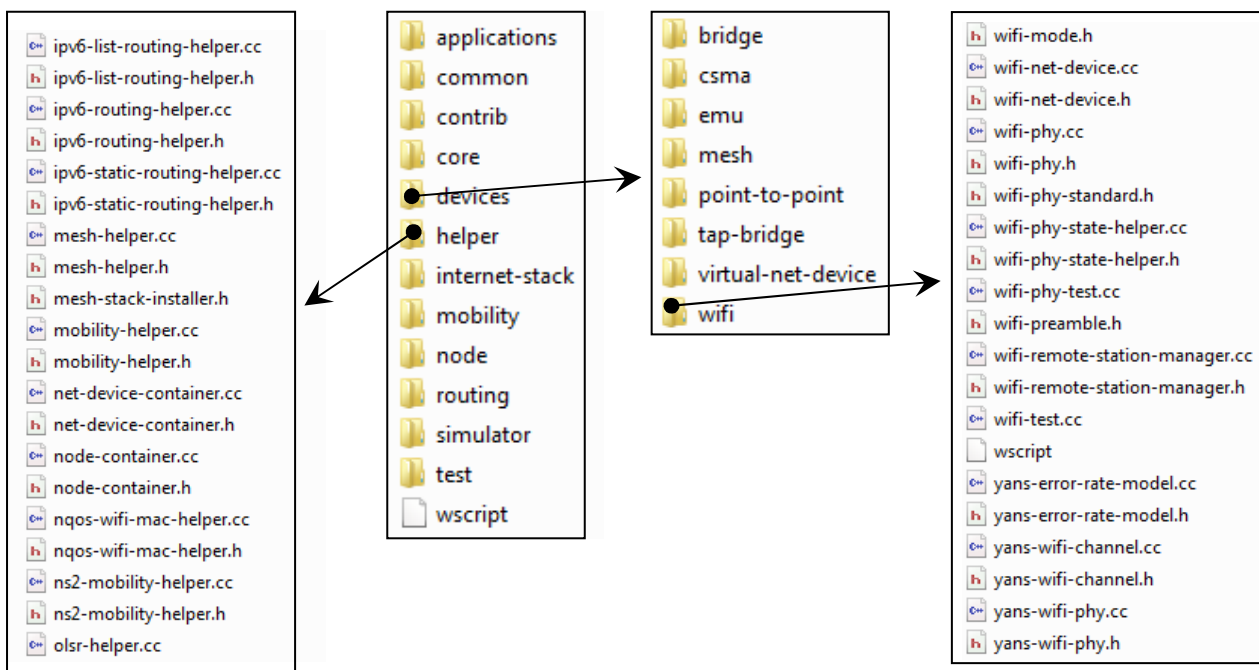 ipv6-list-routing-helper.cc
ipv6-list-routing-helper.h
ipv6-routing-helper.cc
ipv6-routing-helper.h
ipv6-static-routing-helper.cc
ipv6-static-routing-helper.h
mesh-helper.cc
mesh-helper.h
mesh-stack-installer.h
mobility-helper.cc
mobility-helper.h
net-device-container.cc
net-device-container.h
node-container.cc
node-container.h
nqos-wifi-mac-helper.cc
nqos-wifi-mac-helper.h
ns2-mobility-helper.cc
ns2-mobility-helper.h
olsr-helper.cc
applications
common
contrib
core
devices
helper
internet-stack
mobility
node
routing
simulator
test
wscript
bridge
csma
emu
mesh
point-to-point
tap-bridge
virtual-net-device
wifi
wifi-mode.h
wifi-net-device.cc
wifi-net-device.h
wifi-phy.cc
wifi-phy.h
wifi-phy-standard.h
wifi-phy-state-helper.cc
wifi-phy-state-helper.h
wifi-phy-test.cc
wifi-preamble.h
wifi-remote-station-manager.cc
wifi-remote-station-manager.h
wifi-test.cc
wscript
yans-error-rate-model.cc
yans-error-rate-model.h
yans-wifi-channel.cc
yans-wifi-channel.h
yans-wifi-phy.cc
yans-wifi-phy.h